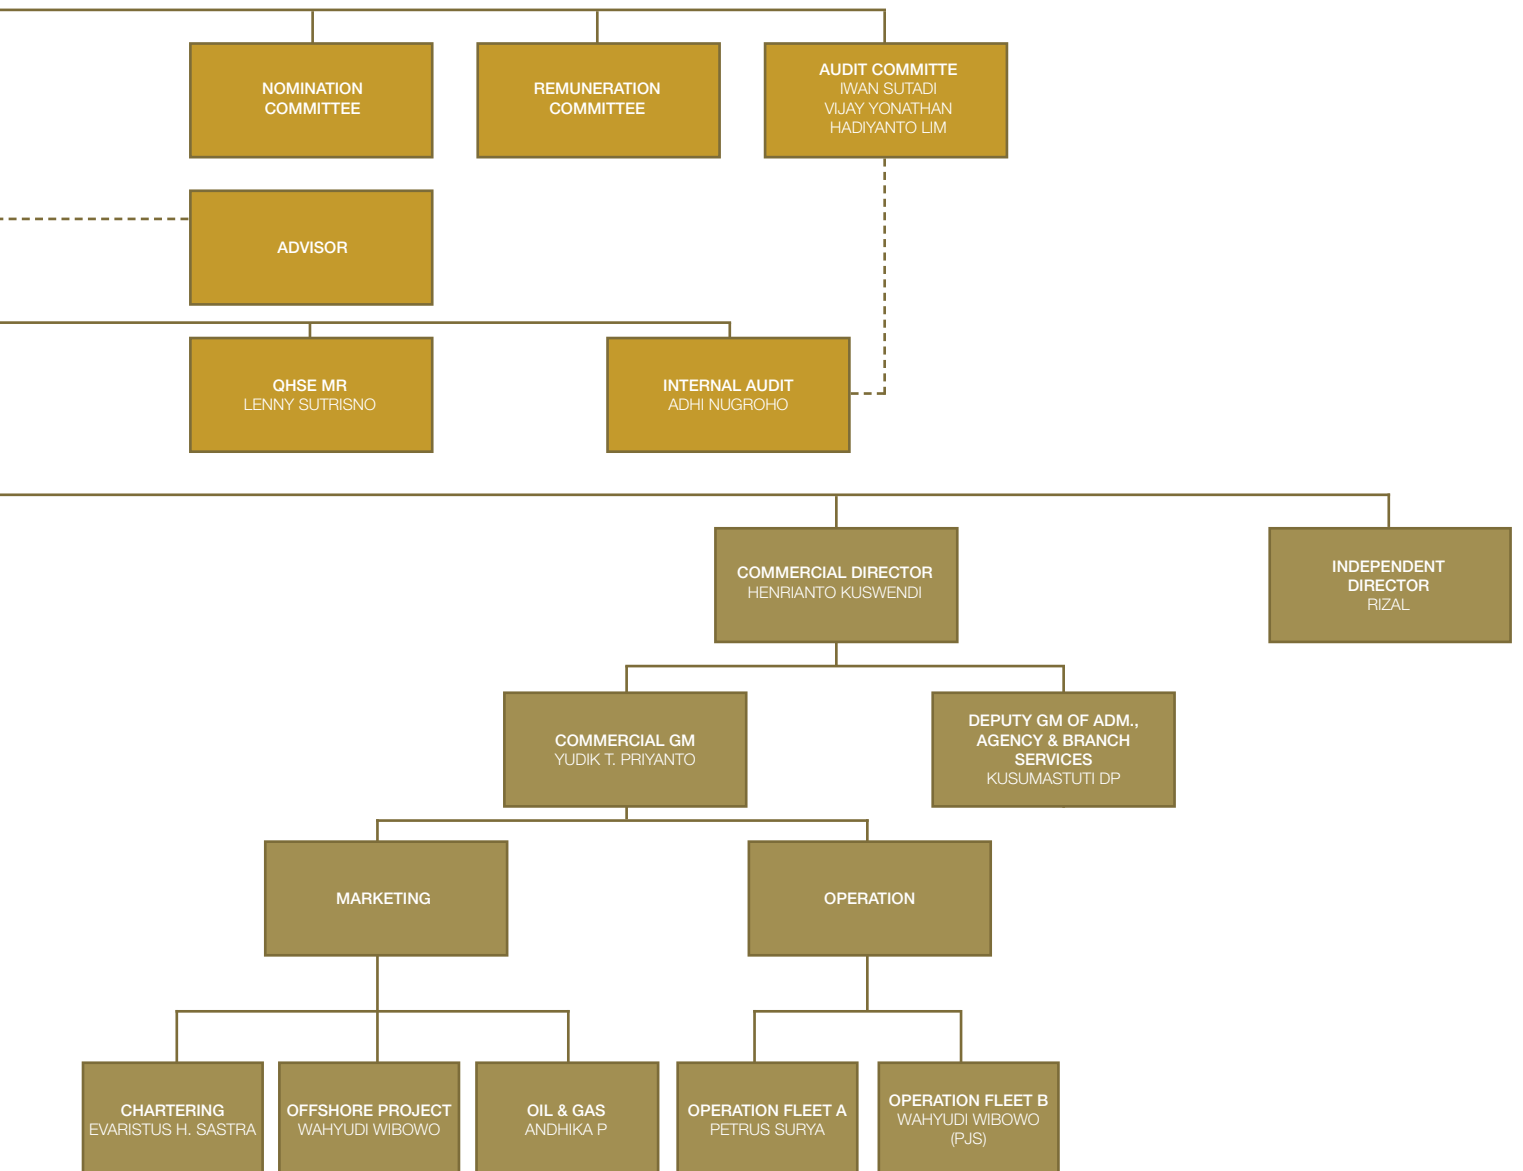 NOMINATION
COMMITTEE
REMUNERATION
COMMITTEE
AUDIT COMMITTE
IWAN SUTADI
VIJAY YONATHAN
HADIYANTO LIM
ADVISOR
QHSE MR
LENNY SUTRISNO
INTERNAL AUDIT
ADHI NUGROHO
COMMERCIAL DIRECTOR
HENRIANTO KUSWENDI
INDEPENDENT
DIRECTOR
RIZAL
COMMERCIAL GM
YUDIK T. PRIYANTO
DEPUTY GM OF ADM.,
AGENCY & BRANCH
SERVICES
KUSUMASTUTI DP
MARKETING
OPERATION
CHARTERING
EVARISTUS H. SASTRA
OFFSHORE PROJECT
WAHYUDI WIBOWO
OIL & GAS
ANDHIKA P
OPERATION FLEET A
PETRUS SURYA
OPERATION FLEET B
WAHYUDI WIBOWO
(PJS)